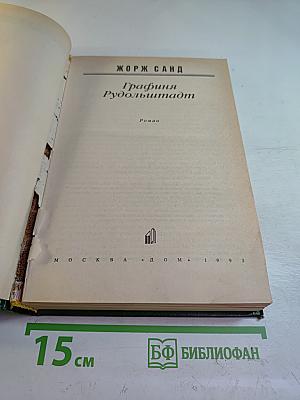 ЖОРЖ САНД
Графиня
Рудольштадт
Роман
МОСКВА «ДОМ» 1993
15 см
БФ БИБЛИОФАН